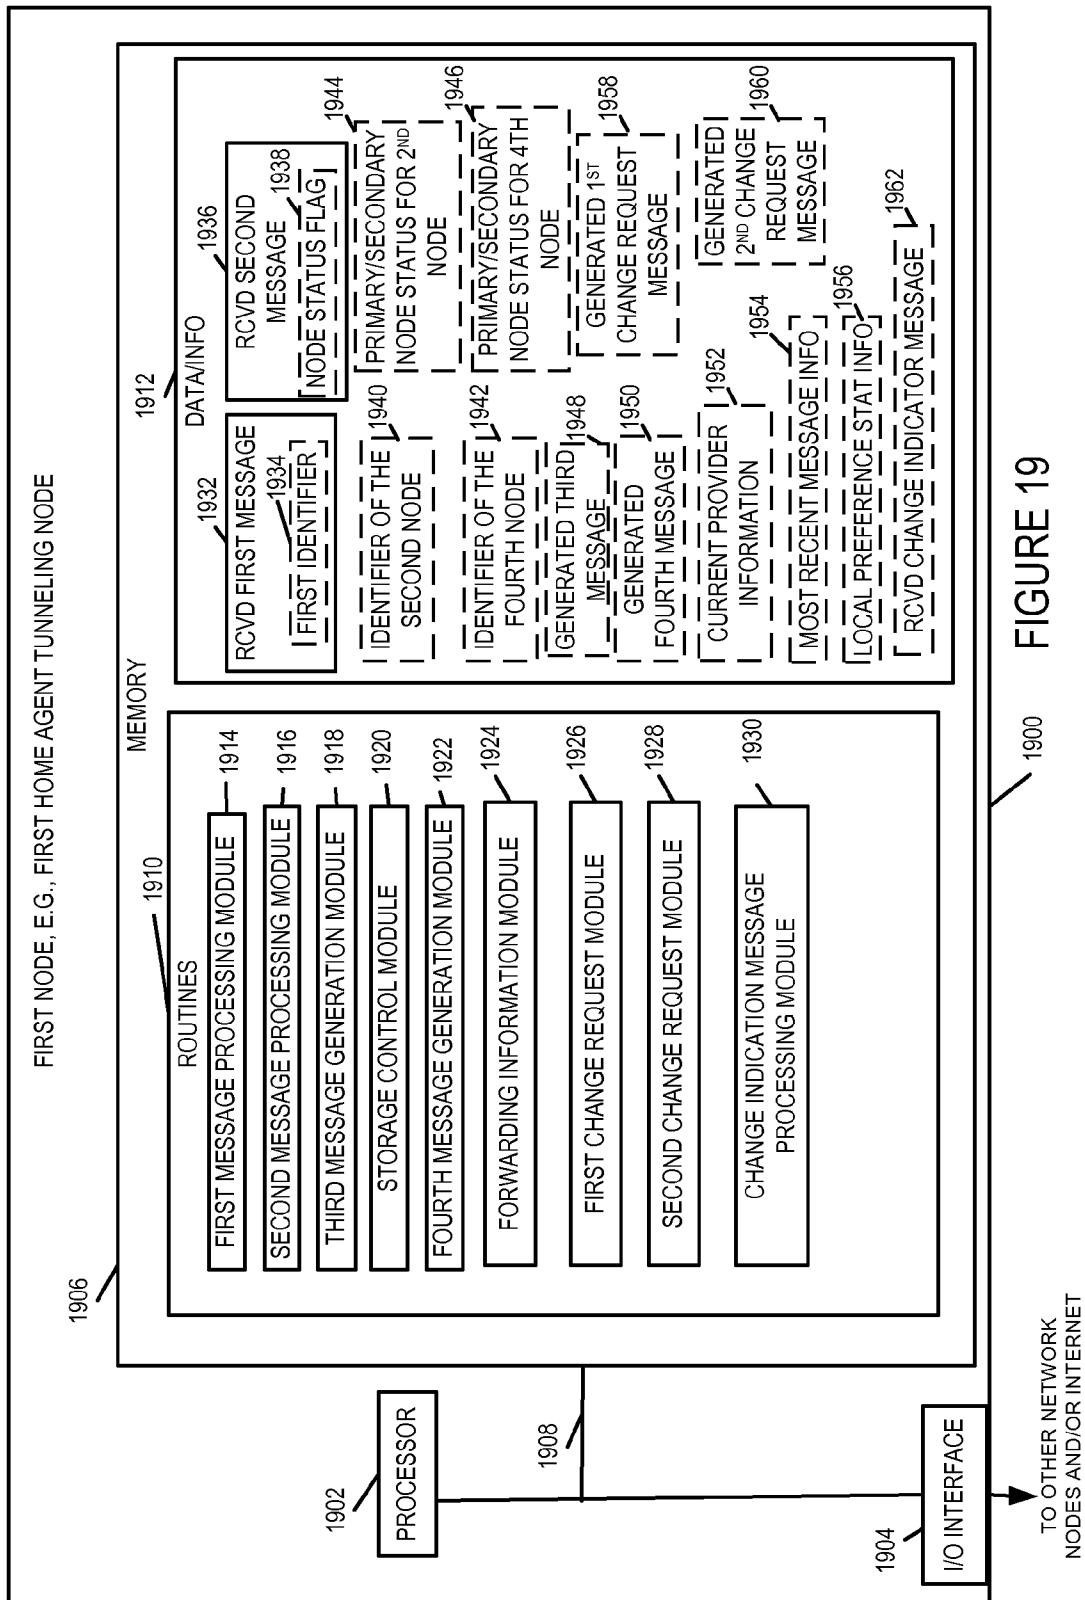 FIRST NODE, E.G., FIRST HOME AGENT TUNNELING NODE
1902
PROCESSOR
1908
1904
I/O INTERFACE
TO OTHER NETWORK
NODES AND/OR INTERNET
1906
MEMORY
1910
ROUTINES
FIRST MESSAGE PROCESSING MODULE
1914
SECOND MESSAGE PROCESSING MODULE
1916
THIRD MESSAGE GENERATION MODULE
1918
STORAGE CONTROL MODULE
1920
FOURTH MESSAGE GENERATION MODULE
1922
FORWARDING INFORMATION MODULE
1924
FIRST CHANGE REQUEST MODULE
1926
SECOND CHANGE REQUEST MODULE
1928
CHANGE INDICATION MESSAGE
PROCESSING MODULE
1930
1912
DATA/INFO
1932
RCVD FIRST MESSAGE
1934
FIRST IDENTIFIER
1936
RCVD SECOND
MESSAGE
1938
NODE STATUS FLAG
1940
IDENTIFIER OF THE
SECOND NODE
1944
PRIMARY/SECONDARY
NODE STATUS FOR 2ND
NODE
1942
IDENTIFIER OF THE
FOURTH NODE
1946
PRIMARY/SECONDARY
NODE STATUS FOR 4TH
NODE
1948
GENERATED THIRD
MESSAGE
1950
GENERATED
FOURTH MESSAGE
1958
GENERATED 1ST
CHANGE REQUEST
MESSAGE
1952
CURRENT PROVIDER
INFORMATION
1960
GENERATED
2ND CHANGE
REQUEST
MESSAGE
1954
MOST RECENT MESSAGE INFO
1956
LOCAL PREFERENCE STAT INFO
1962
RCVD CHANGE INDICATOR MESSAGE
1900
FIGURE 19